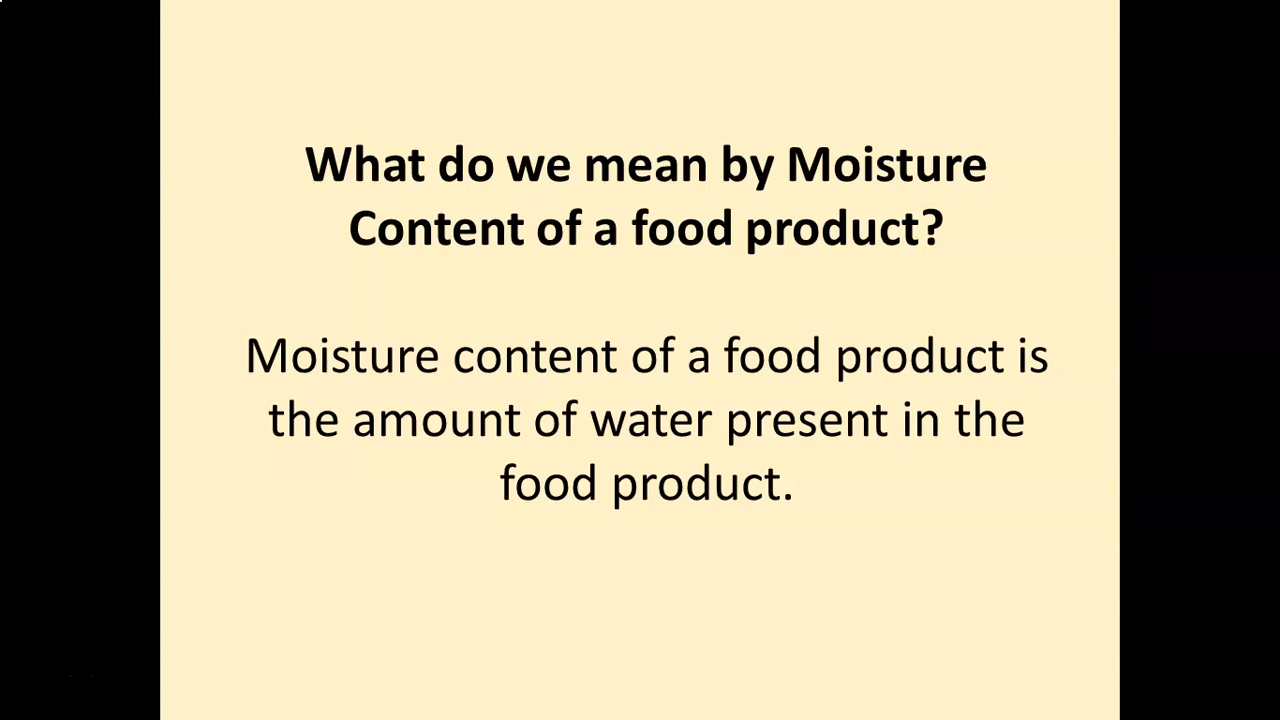 What do we mean by Moisture
Content of a food product?
Moisture content of a food product is
the amount of water present in the
food product.